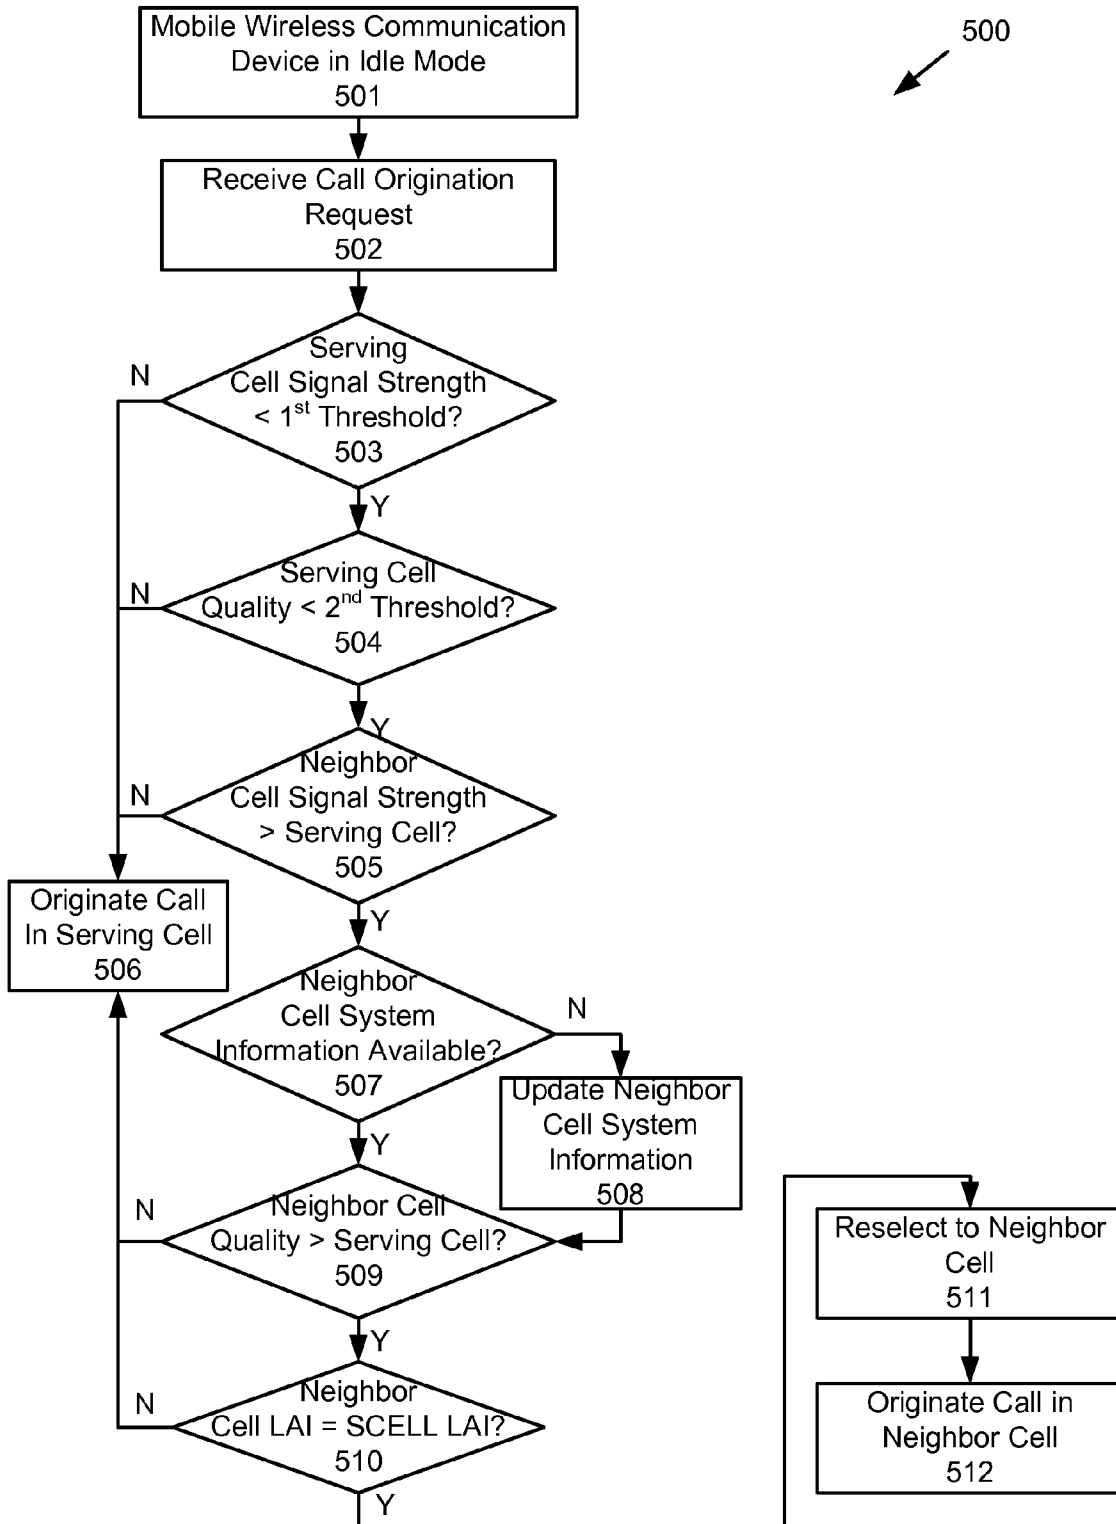 Mobile Wireless Communication
Device in Idle Mode
501
500
Receive Call Origination
Request
502
Serving
Cell Signal Strength
< 1st Threshold?
503
N
Y
Serving Cell
Quality < 2nd Threshold?
504
N
Y
Neighbor
Cell Signal Strength
> Serving Cell?
505
N
Y
Originate Call
In Serving Cell
506
Neighbor
Cell System
Information Available?
507
N
Y
Update Neighbor
Cell System
Information
508
Neighbor Cell
Quality > Serving Cell?
509
N
Y
Neighbor
Cell LAI = SCELL LAI?
510
N
Y
Reselect to Neighbor
Cell
511
Originate Call in
Neighbor Cell
512